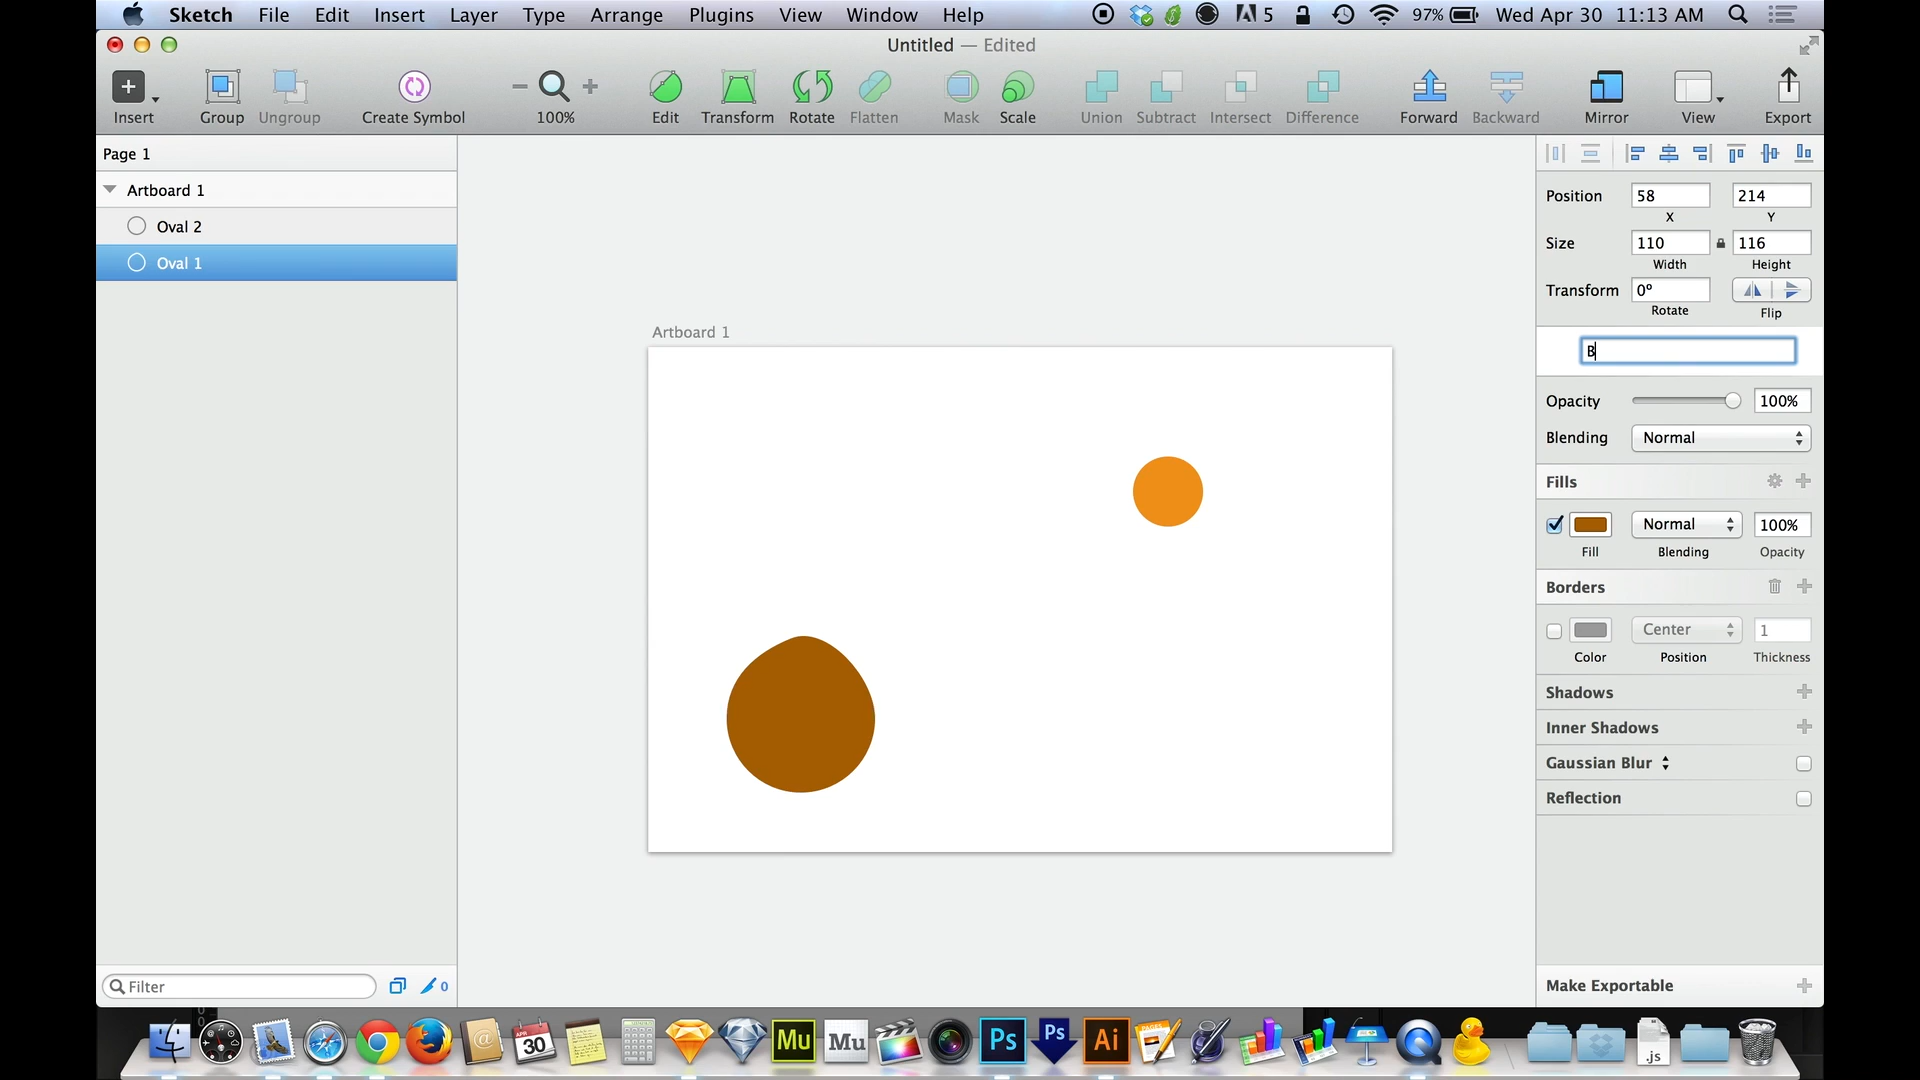 Sketch File Edit Insert Layer Type Arrange Plugins View Window Help 5 97% Wed Apr 30 11:13 AM
Untitled — Edited
Insert Group Ungroup Create Symbol 100% Edit Transform Rotate Flatten Mask Scale Union Subtract Intersect Difference Forward Backward Mirror View Export
Page 1
Artboard 1
Oval 2
Oval 1
Artboard 1
Position 58 214
X Y
Size 110 116
Width Height
Transform 0°
Rotate Flip
B
Opacity 100%
Blending Normal
Fills
Normal 100%
Fill Blending Opacity
Borders
Center 1
Color Position Thickness
Shadows
Inner Shadows
Gaussian Blur
Reflection
Make Exportable
Filter 0
APR
30
Mu Mu Ps Ps Ai PAGES .js